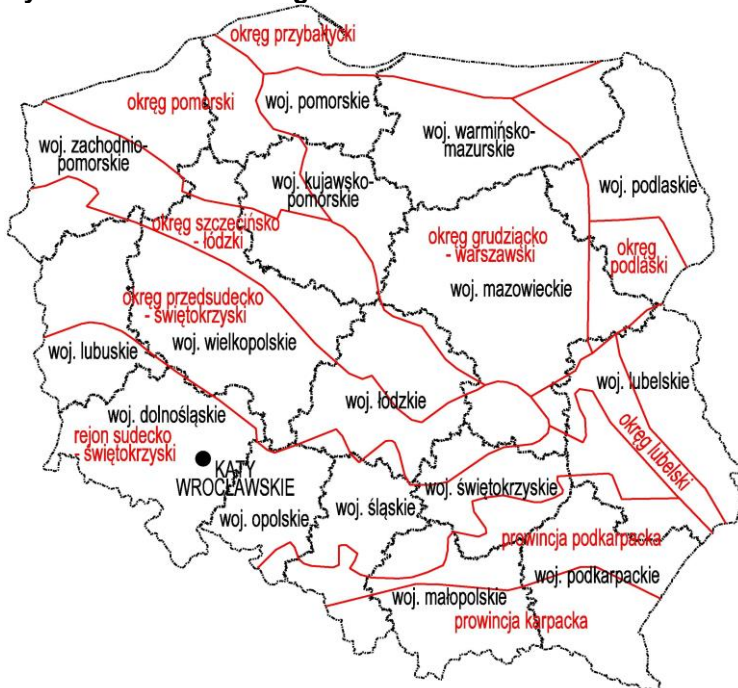 okręg przybałtycki
okręg pomorski
woj. pomorskie
woj. warmińsko-
mazurskie
woj. zachodnio-
pomorskie
woj. kujawsko-
pomorskie
woj. podlaskie
okręg szczecińsko
- łódzki
okręg grudziącko
- warszawski
okręg
podlaski
woj. mazowieckie
okręg przedsudecko
- świętokrzyski
woj. wielkopolskie
woj. lubuskie
woj. lubelskie
woj. łódzkie
woj. dolnośląskie
rejon sudecko
- świętokrzyski
okręg lubelski
KĄTY
WROCŁAWSKIE
woj. świętokrzyskie
woj. śląskie
woj. opolskie
prowincja podkarpacka
woj. podkarpackie
woj. małopolskie
prowincja karpacka